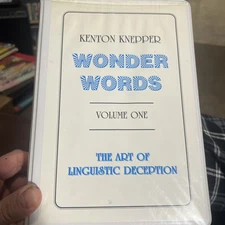 KENTON KNEPPER
WONDER
WORDS
VOLUME ONE
THE ART OF
LINGUISTIC DECEPTION